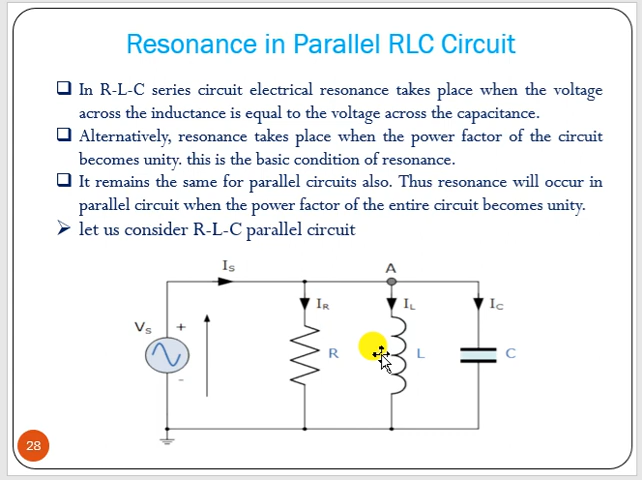 Resonance in Parallel RLC Circuit
In R-L-C series circuit electrical resonance takes place when the voltage
across the inductance is equal to the voltage across the capacitance.
Alternatively, resonance takes place when the power factor of the circuit
becomes unity. this is the basic condition of resonance.
It remains the same for parallel circuits also. Thus resonance will occur in
parallel circuit when the power factor of the entire circuit becomes unity.
let us consider R-L-C parallel circuit
IS
A
IR
IL
IC
VS
+
R
L
C
-
28